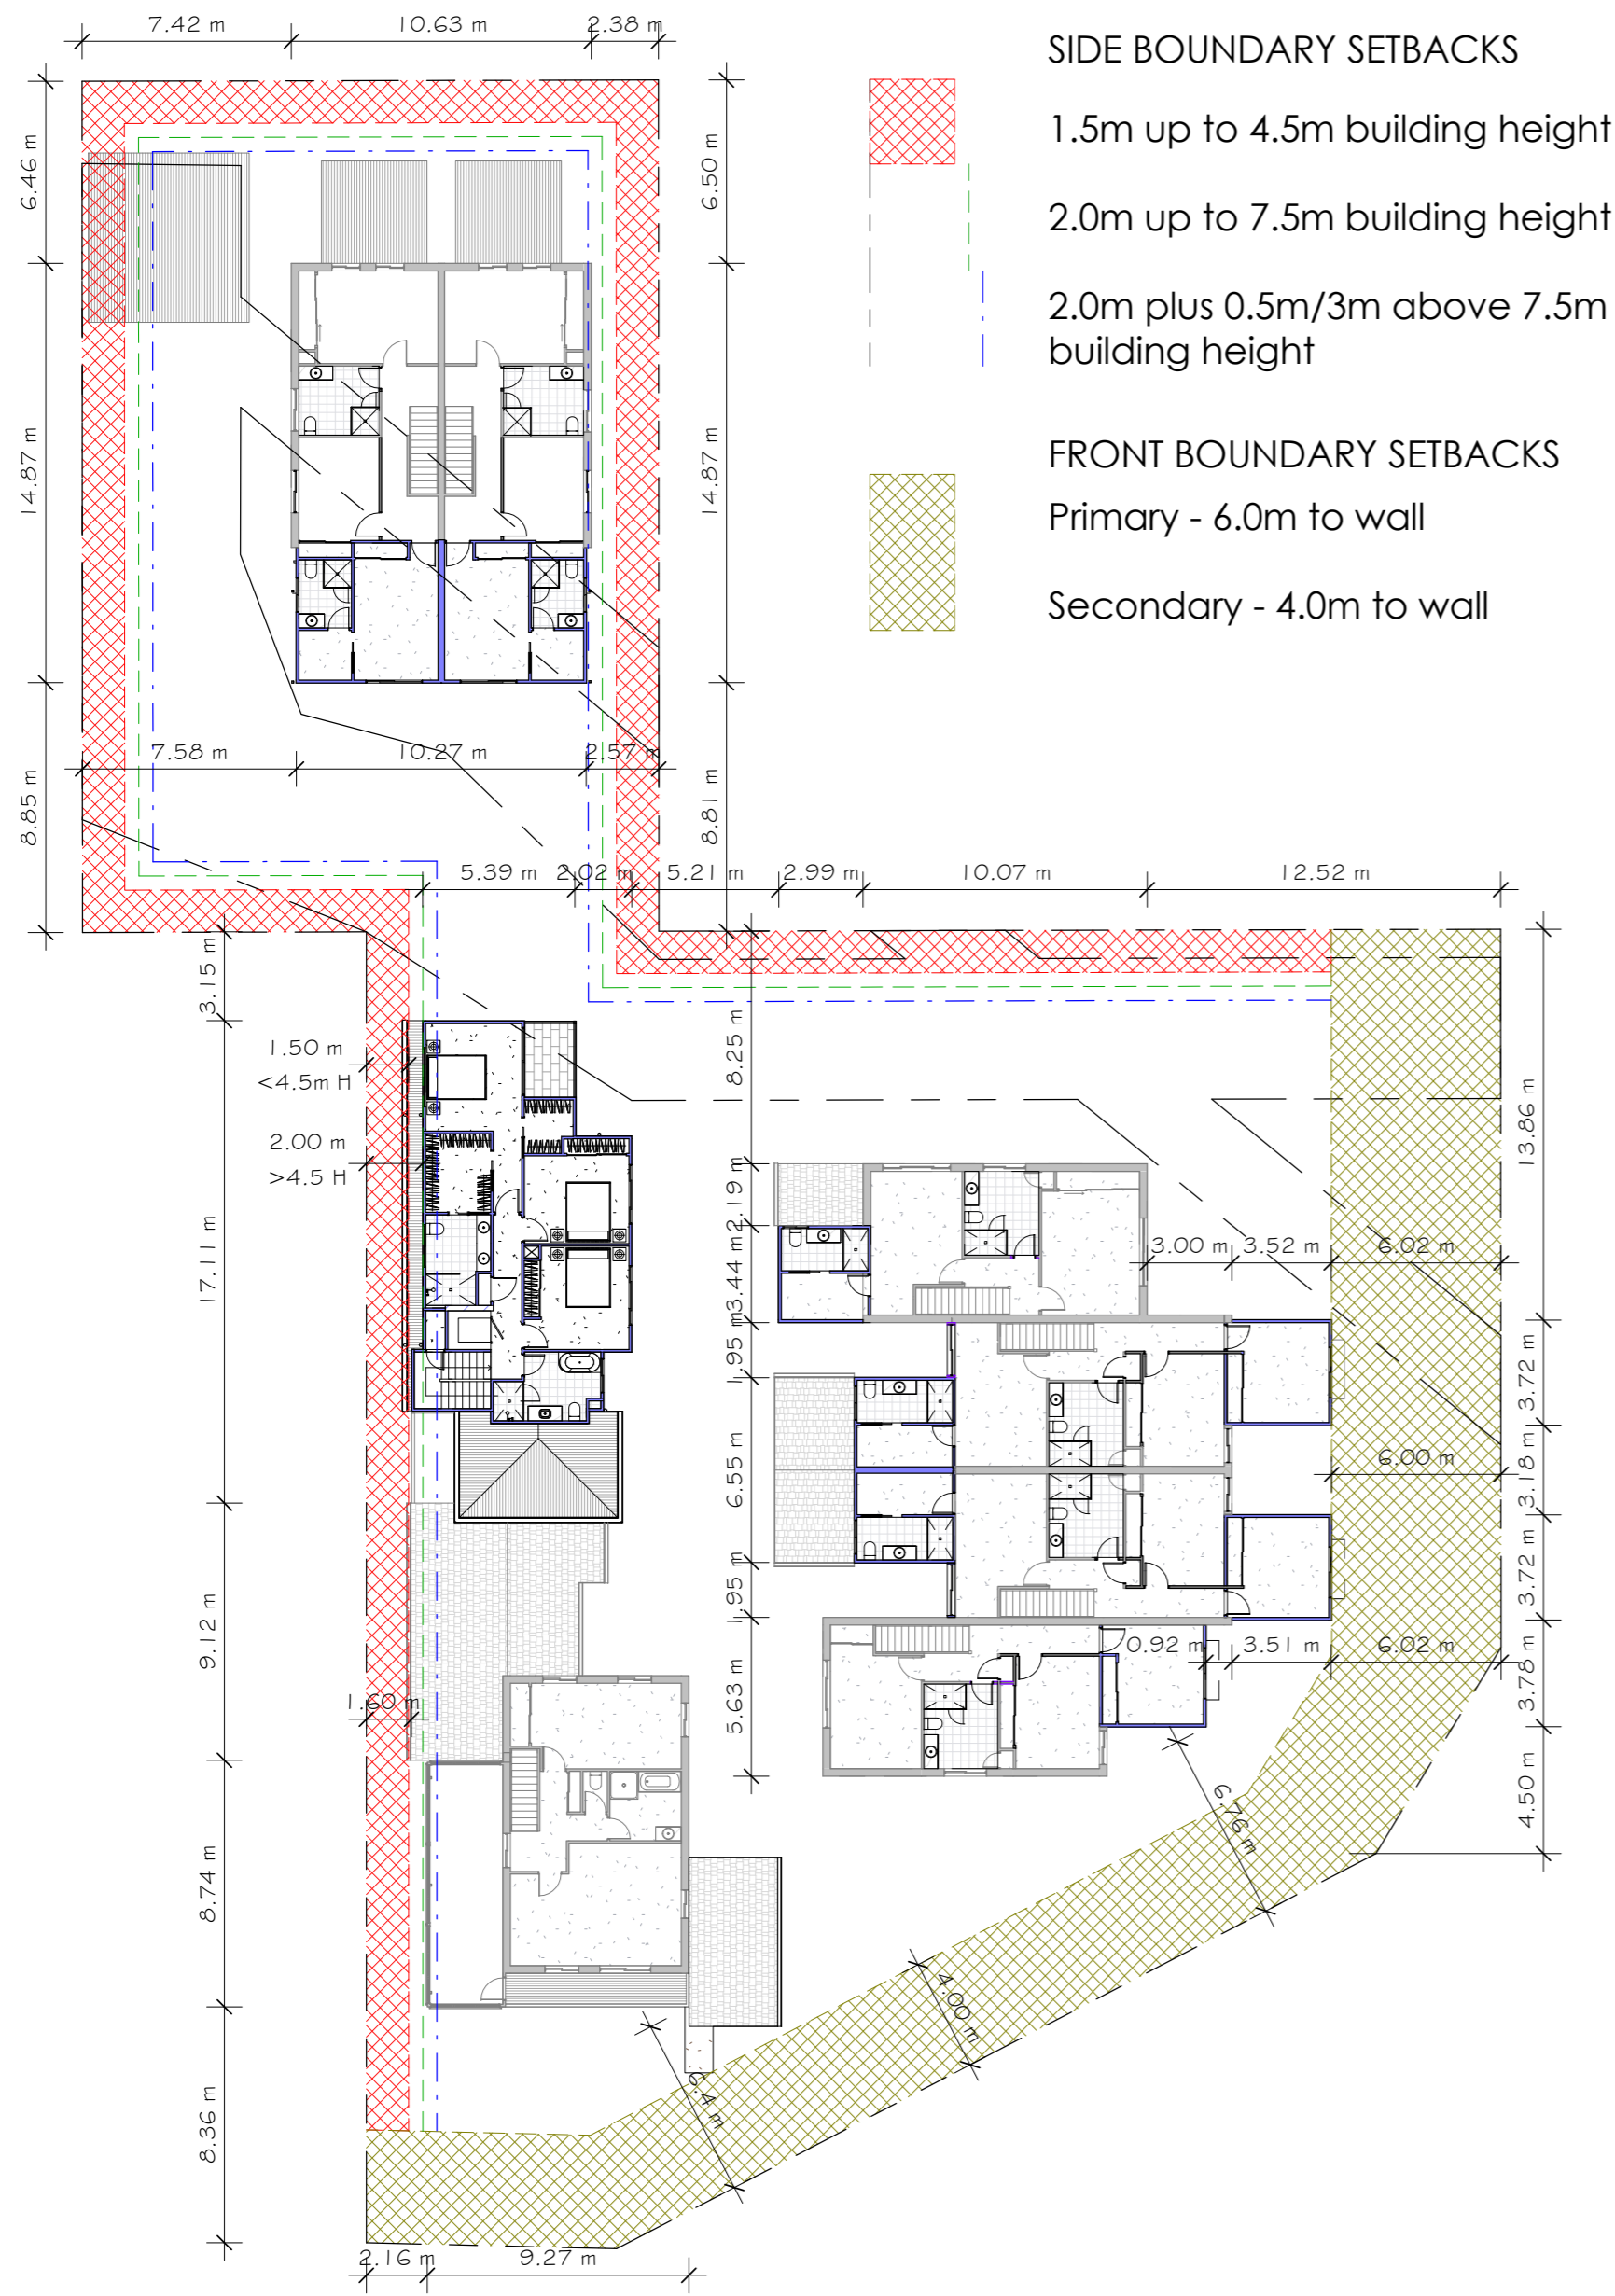 7.42 m
10.63 m
2.38 m
SIDE BOUNDARY SETBACKS
1.5m up to 4.5m building height
2.0m up to 7.5m building height
2.0m plus 0.5m/3m above 7.5m
building height
FRONT BOUNDARY SETBACKS
Primary - 6.0m to wall
Secondary - 4.0m to wall
6.46 m
6.50 m
14.87 m
14.87 m
7.58 m
10.27 m
2.57 m
8.85 m
8.81 m
5.39 m
2.02 m
5.21 m
2.99 m
10.07 m
12.52 m
3.15 m
1.50 m
<4.5m H
2.00 m
>4.5 H
8.25 m
13.86 m
17.11 m
2.19 m
3.44 m
3.00 m
3.52 m
6.02 m
1.95 m
3.72 m
6.55 m
6.00 m
3.18 m
1.95 m
3.72 m
9.12 m
1.60 m
5.63 m
0.92 m
3.51 m
6.02 m
3.78 m
6.76 m
4.50 m
8.74 m
4.00 m
6.4 m
8.36 m
2.16 m
9.27 m